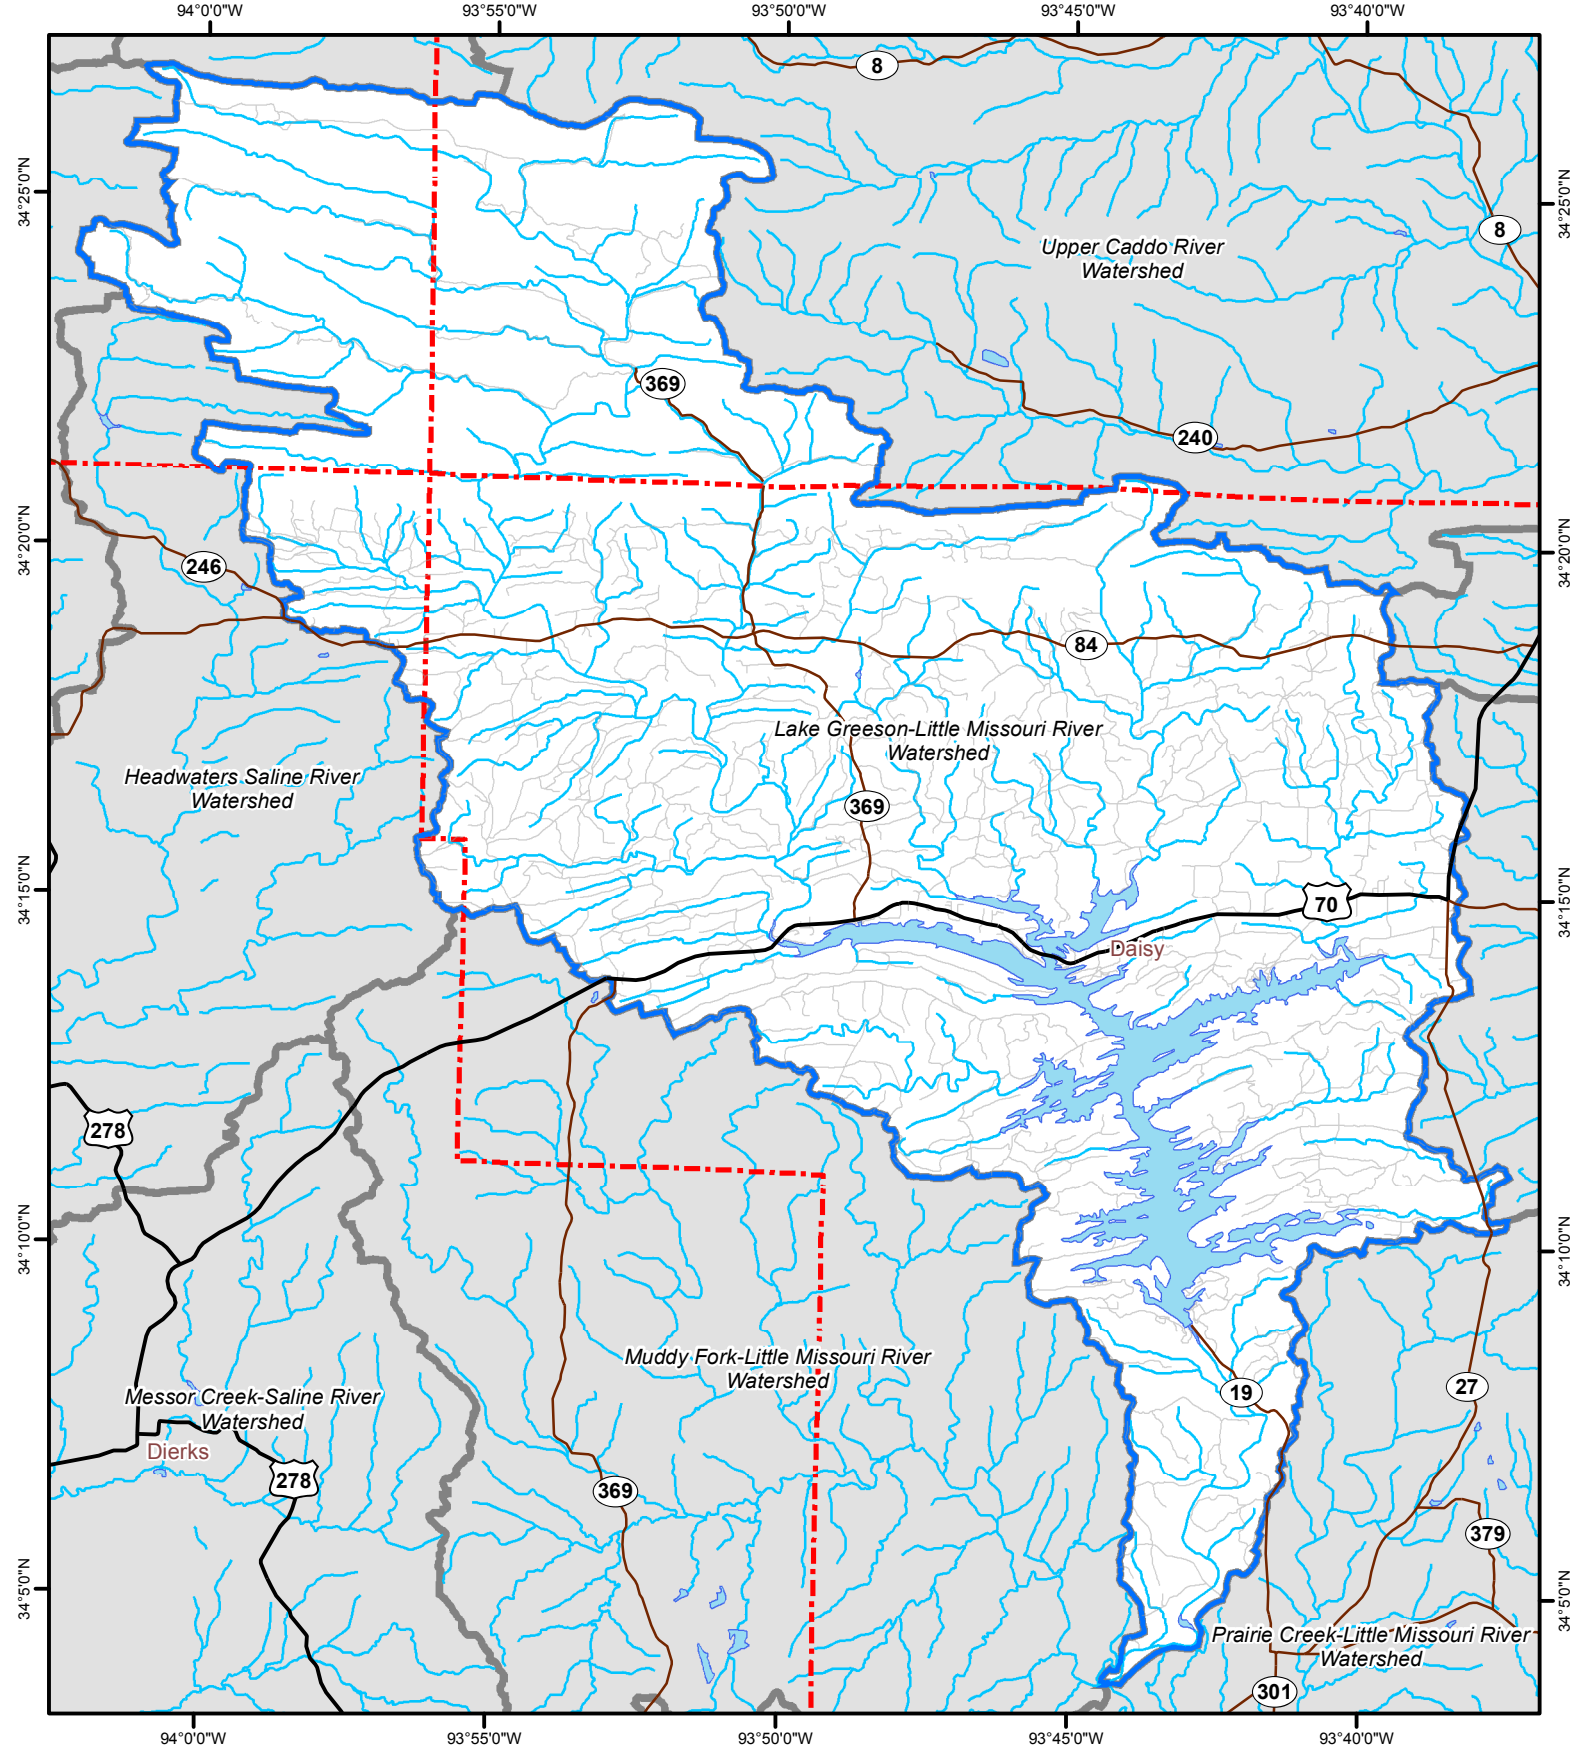 94°0'0"W
93°55'0"W
93°50'0"W
93°45'0"W
93°40'0"W
8
34°25'0"N
34°25'0"N
8
Upper Caddo River
Watershed
369
240
34°20'0"N
34°20'0"N
246
84
Lake Greeson-Little Missouri River
Watershed
Headwaters Saline River
Watershed
369
34°15'0"N
34°15'0"N
70
Daisy
278
34°10'0"N
34°10'0"N
Muddy Fork-Little Missouri River
Watershed
Messor Creek-Saline River
Watershed
19
27
Dierks
278
369
379
34°5'0"N
34°5'0"N
Prairie Creek-Little Missouri River
Watershed
301
94°0'0"W
93°55'0"W
93°50'0"W
93°45'0"W
93°40'0"W